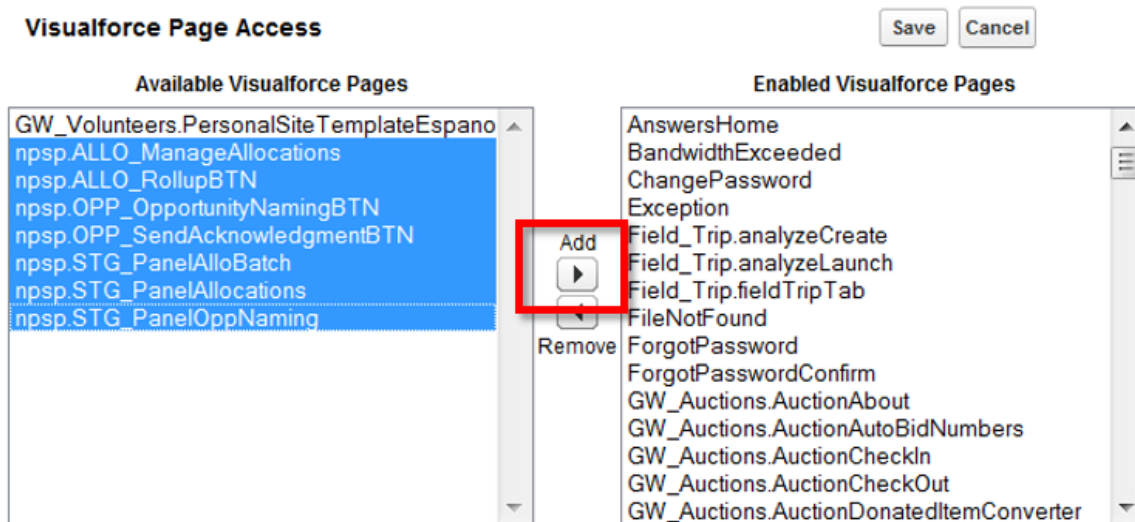 Visualforce Page Access
Save
Cancel
Available Visualforce Pages
Enabled Visualforce Pages
GW_Volunteers.PersonalSiteTemplateEspano
npsp.ALLO_ManageAllocations
npsp.ALLO_RollupBTN
npsp.OPP_OpportunityNamingBTN
npsp.OPP_SendAcknowledgmentBTN
npsp.STG_PanelAlloBatch
npsp.STG_PanelAllocations
npsp.STG_PanelOppNaming
Add
Remove
AnswersHome
BandwidthExceeded
ChangePassword
Exception
Field_Trip.analyzeCreate
Field_Trip.analyzeLaunch
Field_Trip.fieldTripTab
FileNotFound
ForgotPassword
ForgotPasswordConfirm
GW_Auctions.AuctionAbout
GW_Auctions.AuctionAutoBidNumbers
GW_Auctions.AuctionCheckIn
GW_Auctions.AuctionCheckOut
GW_Auctions.AuctionDonatedItemConverter